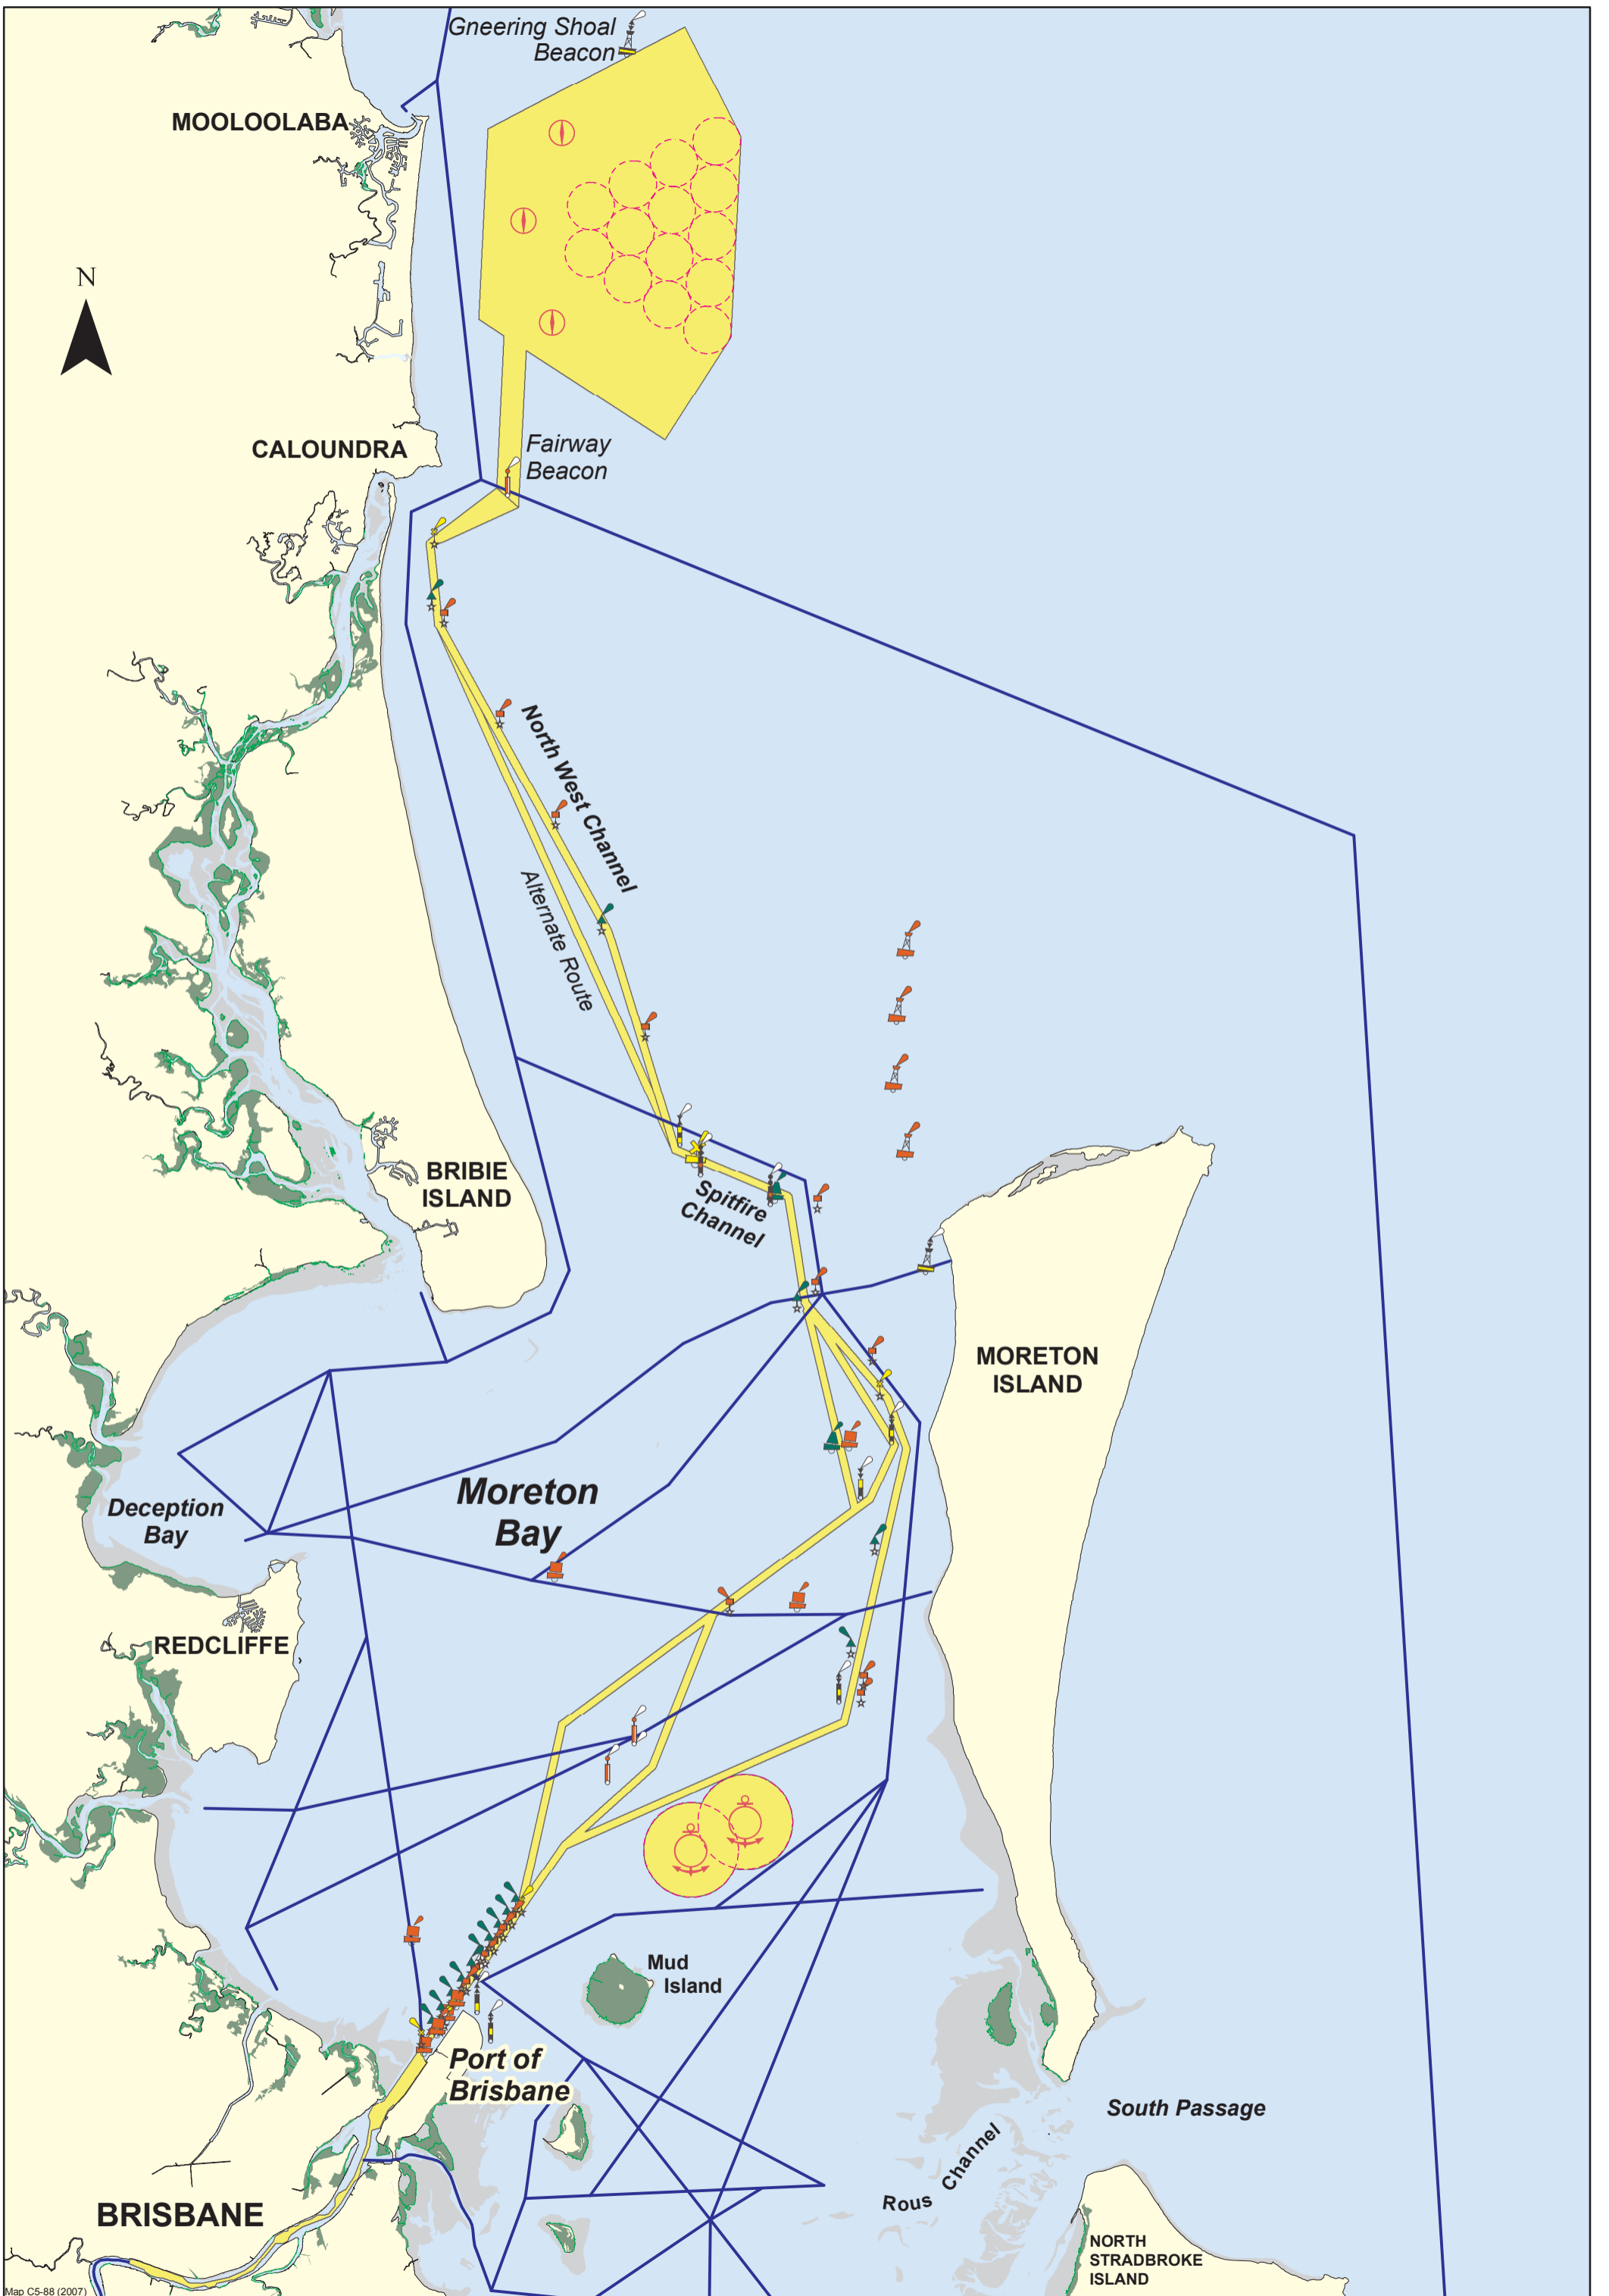 Gneering Shoal
Beacon
MOOLOOLABA
N
CALOUNDRA
Fairway
Beacon
North West Channel
Alternate Route
BRIBIE
ISLAND
Spitfire
Channel
MORETON
ISLAND
Moreton
Bay
Deception
Bay
REDCLIFFE
Mud
Island
Port of
Brisbane
South Passage
Rous Channel
BRISBANE
NORTH
STRADBROKE
ISLAND
Map C5-88 (2007)